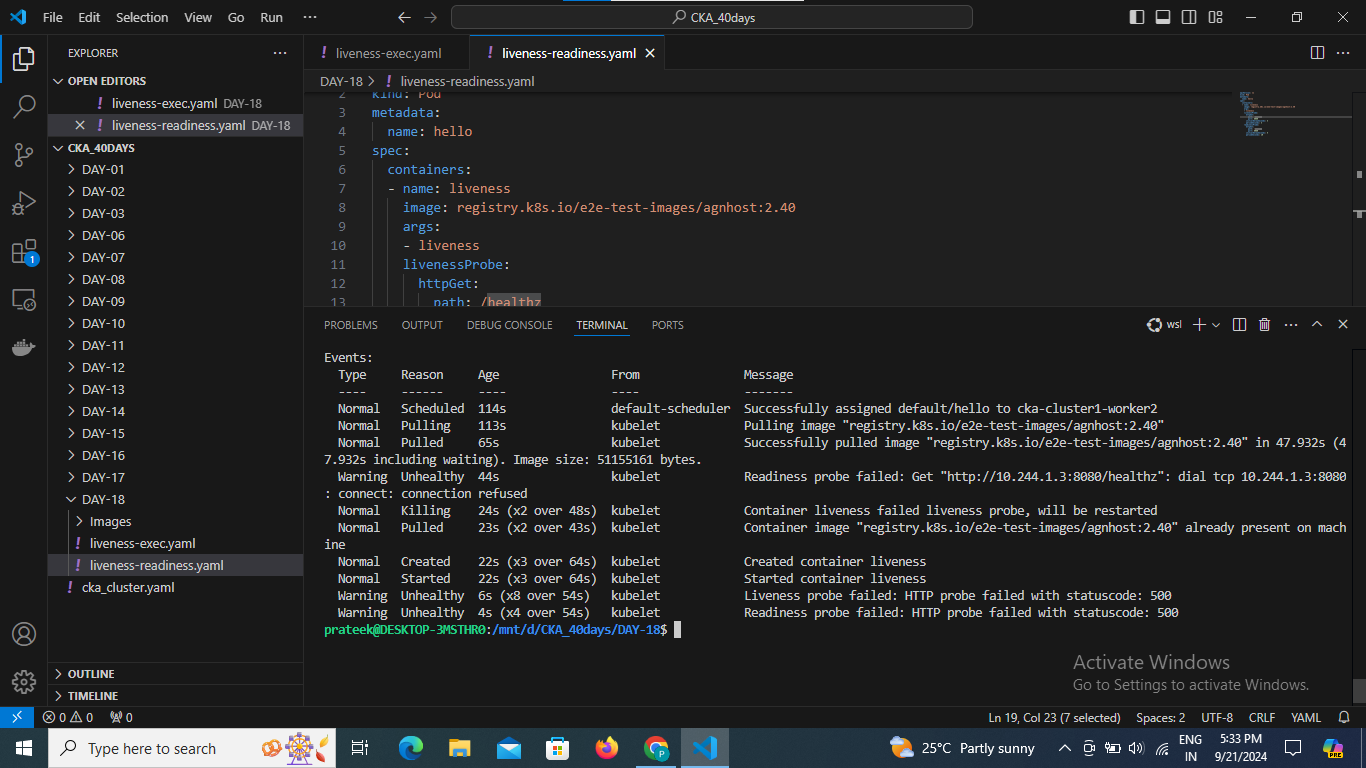 File Edit Selection View Go Run ··· CKA_40days
EXPLORER ···
OPEN EDITORS
liveness-exec.yaml DAY-18
liveness-readiness.yaml DAY-18
CKA_40DAYS
DAY-01
DAY-02
DAY-03
DAY-06
DAY-07
DAY-08
DAY-09
DAY-10
DAY-11
DAY-12
DAY-13
DAY-14
DAY-15
DAY-16
DAY-17
DAY-18
Images
liveness-exec.yaml
liveness-readiness.yaml
cka_cluster.yaml
OUTLINE
TIMELINE
1
liveness-exec.yaml liveness-readiness.yaml
DAY-18 > liveness-readiness.yaml
2 kind: Pod
3 metadata:
4 name: hello
5 spec:
6 containers:
7 - name: liveness
8 image: registry.k8s.io/e2e-test-images/agnhost:2.40
9 args:
10 - liveness
11 livenessProbe:
12 httpGet:
13 path: /healthz
PROBLEMS OUTPUT DEBUG CONSOLE TERMINAL PORTS wsl
Events:
Type Reason Age From Message
---- ------ ---- ---- -------
Normal Scheduled 114s default-scheduler Successfully assigned default/hello to cka-cluster1-worker2
Normal Pulling 113s kubelet Pulling image "registry.k8s.io/e2e-test-images/agnhost:2.40"
Normal Pulled 65s kubelet Successfully pulled image "registry.k8s.io/e2e-test-images/agnhost:2.40" in 47.932s (4
7.932s including waiting). Image size: 51155161 bytes.
Warning Unhealthy 44s kubelet Readiness probe failed: Get "http://10.244.1.3:8080/healthz": dial tcp 10.244.1.3:8080
: connect: connection refused
Normal Killing 24s (x2 over 48s) kubelet Container liveness failed liveness probe, will be restarted
Normal Pulled 23s (x2 over 43s) kubelet Container image "registry.k8s.io/e2e-test-images/agnhost:2.40" already present on mach
ine
Normal Created 22s (x3 over 64s) kubelet Created container liveness
Normal Started 22s (x3 over 64s) kubelet Started container liveness
Warning Unhealthy 6s (x8 over 54s) kubelet Liveness probe failed: HTTP probe failed with statuscode: 500
Warning Unhealthy 4s (x4 over 54s) kubelet Readiness probe failed: HTTP probe failed with statuscode: 500
prateek@DESKTOP-3MSTHR0:/mnt/d/CKA_40days/DAY-18$
Activate Windows
Go to Settings to activate Windows.
0 0 0 Ln 19, Col 23 (7 selected) Spaces: 2 UTF-8 CRLF YAML
Type here to search 25°C Partly sunny ENG IN 5:33 PM 9/21/2024 PRE